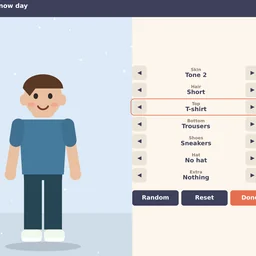 now day
Skin
Tone 2
Hair
Short
Top
T-shirt
Bottom
Trousers
Shoes
Sneakers
Hat
No hat
Extra
Nothing
Random Reset Done